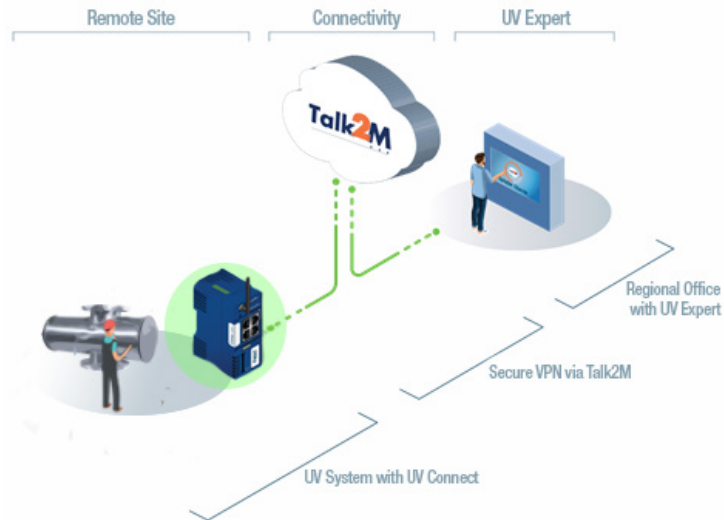 Remote Site
Connectivity
UV Expert
Talk2M
Regional Office
with UV Expert
Secure VPN via Talk2M
UV System with UV Connect